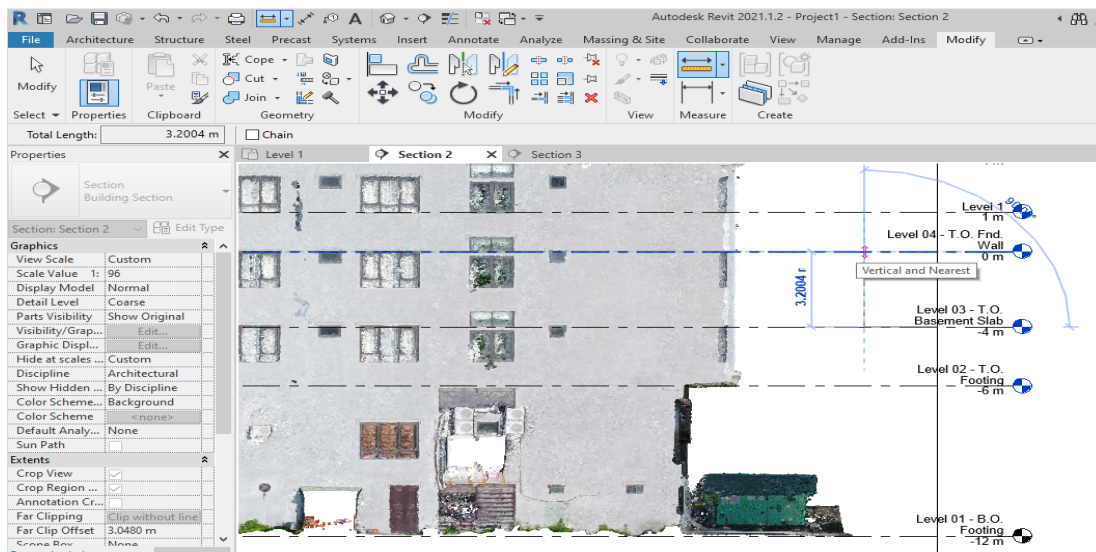 Autodesk Revit 2021.1.2 - Project1 - Section: Section 2
File Architecture Structure Steel Precast Systems Insert Annotate Analyze Massing & Site Collaborate View Manage Add-Ins Modify
Modify
Paste
Cope
Cut
Join
Select Properties Clipboard Geometry Modify View Measure Create
Total Length: 3.2004 m Chain
Properties
Level 1 Section 2 Section 3
Section
Building Section
Section: Section 2 Edit Type
Graphics
View Scale Custom
Scale Value 1: 96
Display Model Normal
Detail Level Coarse
Parts Visibility Show Original
Visibility/Grap... Edit...
Graphic Displ... Edit...
Hide at scales ... Custom
Discipline Architectural
Show Hidden ... By Discipline
Color Scheme... Background
Color Scheme <none>
Default Analy... None
Sun Path
Extents
Crop View
Crop Region ...
Annotation Cr...
Far Clipping Clip without line
Far Clip Offset 3.0480 m
Scope Box None
Level 1
1 m
Level 04 - T.O. Fnd.
Wall
0 m
Vertical and Nearest
3.2004 r
Level 03 - T.O.
Basement Slab
-4 m
Level 02 - T.O.
Footing
-6 m
Level 01 - B.O.
Footing
-12 m